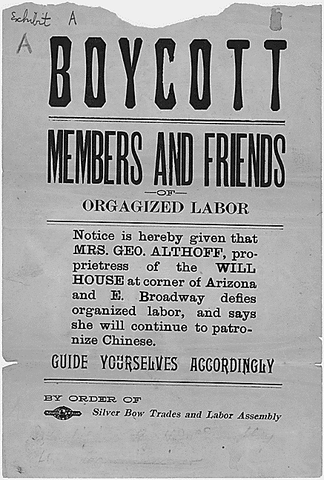 Exhibit A
A
BOYCOTT
MEMBERS AND FRIENDS
OF
ORGAGIZED LABOR
Notice is hereby given that
MRS. GEO. ALTHOFF, pro-
prietress of the WILL
HOUSE at corner of Arizona
and E. Broadway defies
organized labor, and says
she will continue to patro-
nize Chinese.
GUIDE YOURSELVES ACCORDINGLY
BY ORDER OF
Silver Bow Trades and Labor Assembly